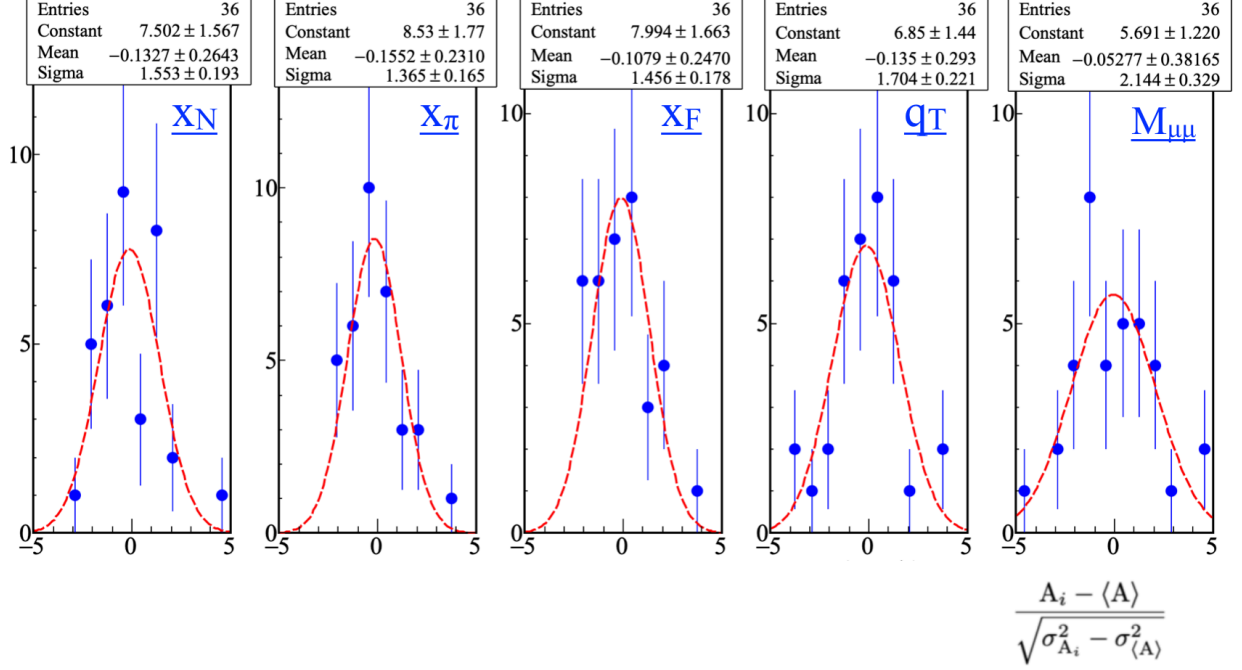 Entries 36
Constant 7.502 ± 1.567
Mean −0.1327 ± 0.2643
Sigma 1.553 ± 0.193
x_N
10
5
0
−5 0 5
Entries 36
Constant 8.53 ± 1.77
Mean −0.1552 ± 0.2310
Sigma 1.365 ± 0.165
x_π
10
5
0
−5 0 5
Entries 36
Constant 7.994 ± 1.663
Mean −0.1079 ± 0.2470
Sigma 1.456 ± 0.178
x_F
10
5
0
−5 0 5
Entries 36
Constant 6.85 ± 1.44
Mean −0.135 ± 0.293
Sigma 1.704 ± 0.221
q_T
10
5
0
−5 0 5
Entries 36
Constant 5.691 ± 1.220
Mean −0.05277 ± 0.38165
Sigma 2.144 ± 0.329
M_μμ
10
5
0
−5 0 5
A_i − ⟨A⟩
√σ²_{A_i} − σ²_{⟨A⟩}